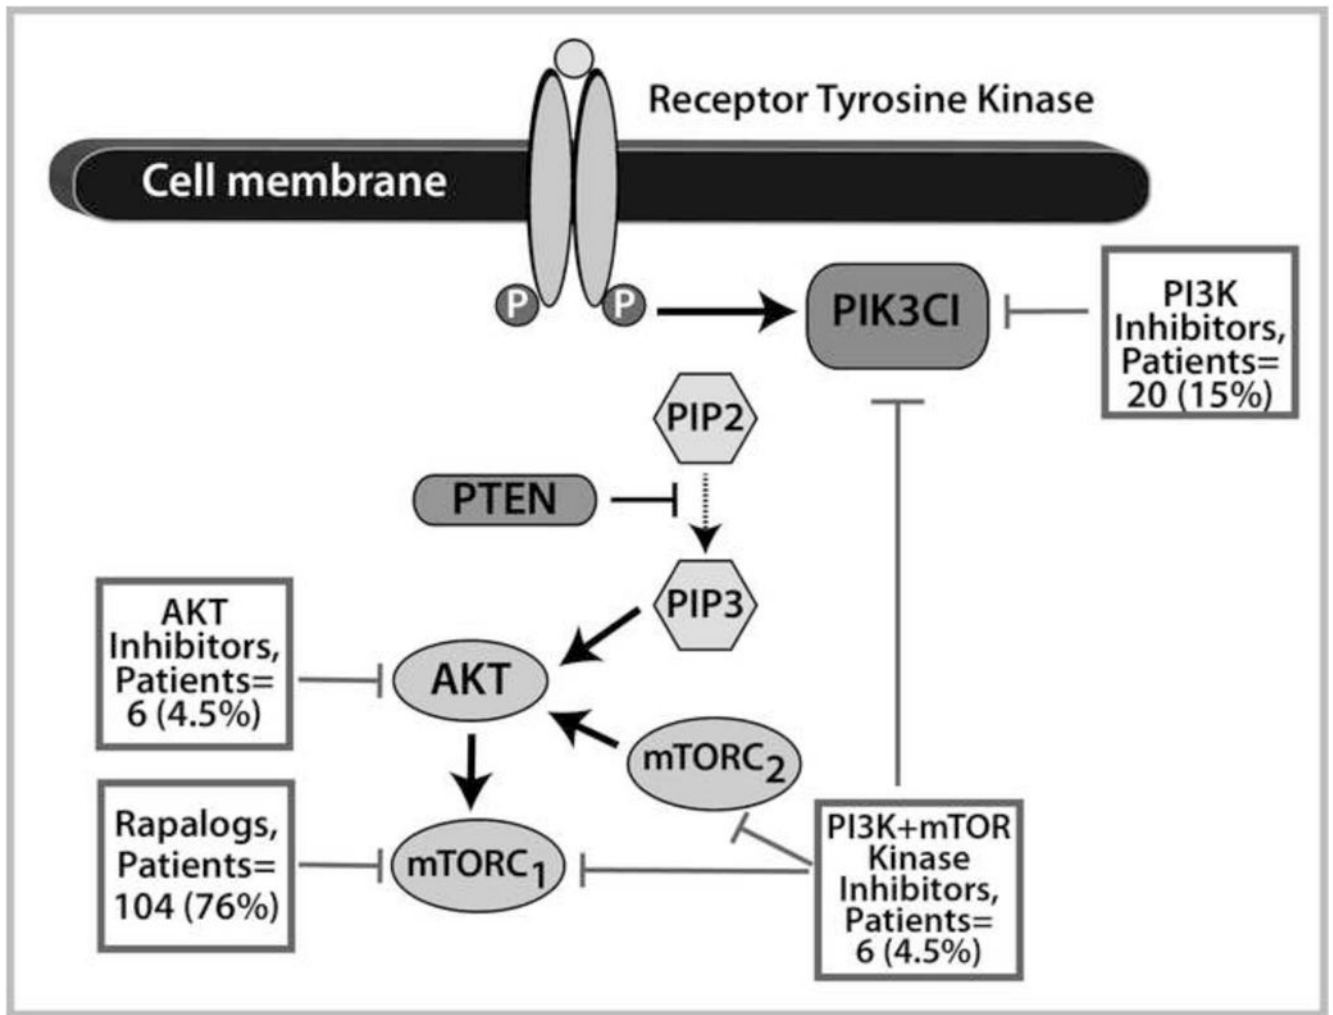 Receptor Tyrosine Kinase
Cell membrane
P
P
PIK3CI
PI3K
Inhibitors,
Patients=
20 (15%)
PIP2
PTEN
PIP3
AKT
Inhibitors,
Patients=
6 (4.5%)
AKT
mTORC2
Rapalogs,
Patients=
104 (76%)
mTORC1
PI3K+mTOR
Kinase
Inhibitors,
Patients=
6 (4.5%)